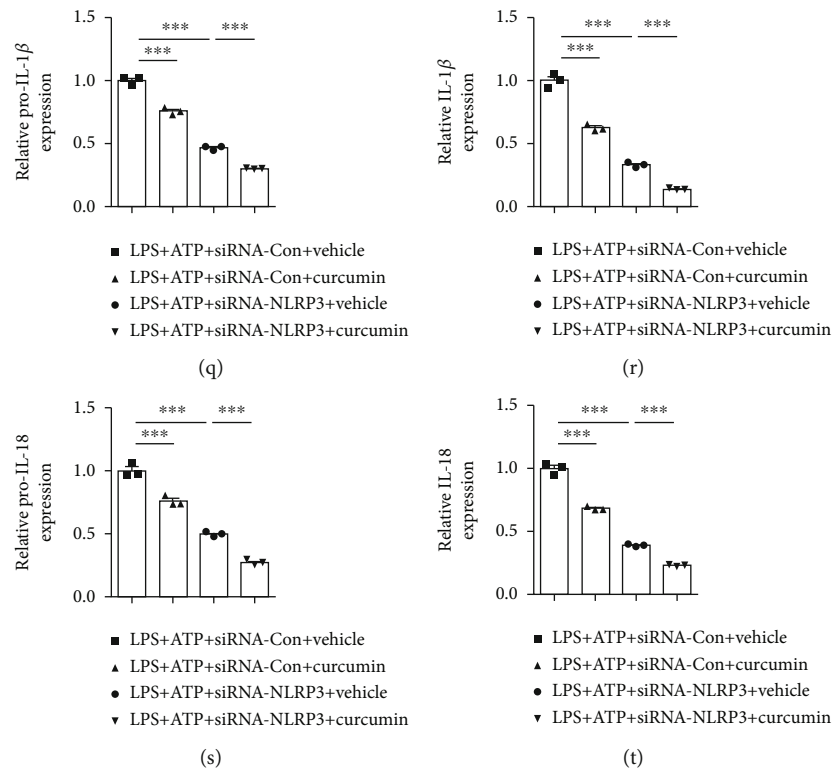 Relative pro-IL-1β
expression
1.5
1.0
0.5
0.0
***
***
***
■ LPS+ATP+siRNA-Con+vehicle
▲ LPS+ATP+siRNA-Con+curcumin
● LPS+ATP+siRNA-NLRP3+vehicle
▼ LPS+ATP+siRNA-NLRP3+curcumin
(q)
Relative IL-1β
expression
1.5
1.0
0.5
0.0
***
***
***
■ LPS+ATP+siRNA-Con+vehicle
▲ LPS+ATP+siRNA-Con+curcumin
● LPS+ATP+siRNA-NLRP3+vehicle
▼ LPS+ATP+siRNA-NLRP3+curcumin
(r)
Relative pro-IL-18
expression
1.5
1.0
0.5
0.0
***
***
***
■ LPS+ATP+siRNA-Con+vehicle
▲ LPS+ATP+siRNA-Con+curcumin
● LPS+ATP+siRNA-NLRP3+vehicle
▼ LPS+ATP+siRNA-NLRP3+curcumin
(s)
Relative IL-18
expression
1.5
1.0
0.5
0.0
***
***
***
■ LPS+ATP+siRNA-Con+vehicle
▲ LPS+ATP+siRNA-Con+curcumin
● LPS+ATP+siRNA-NLRP3+vehicle
▼ LPS+ATP+siRNA-NLRP3+curcumin
(t)